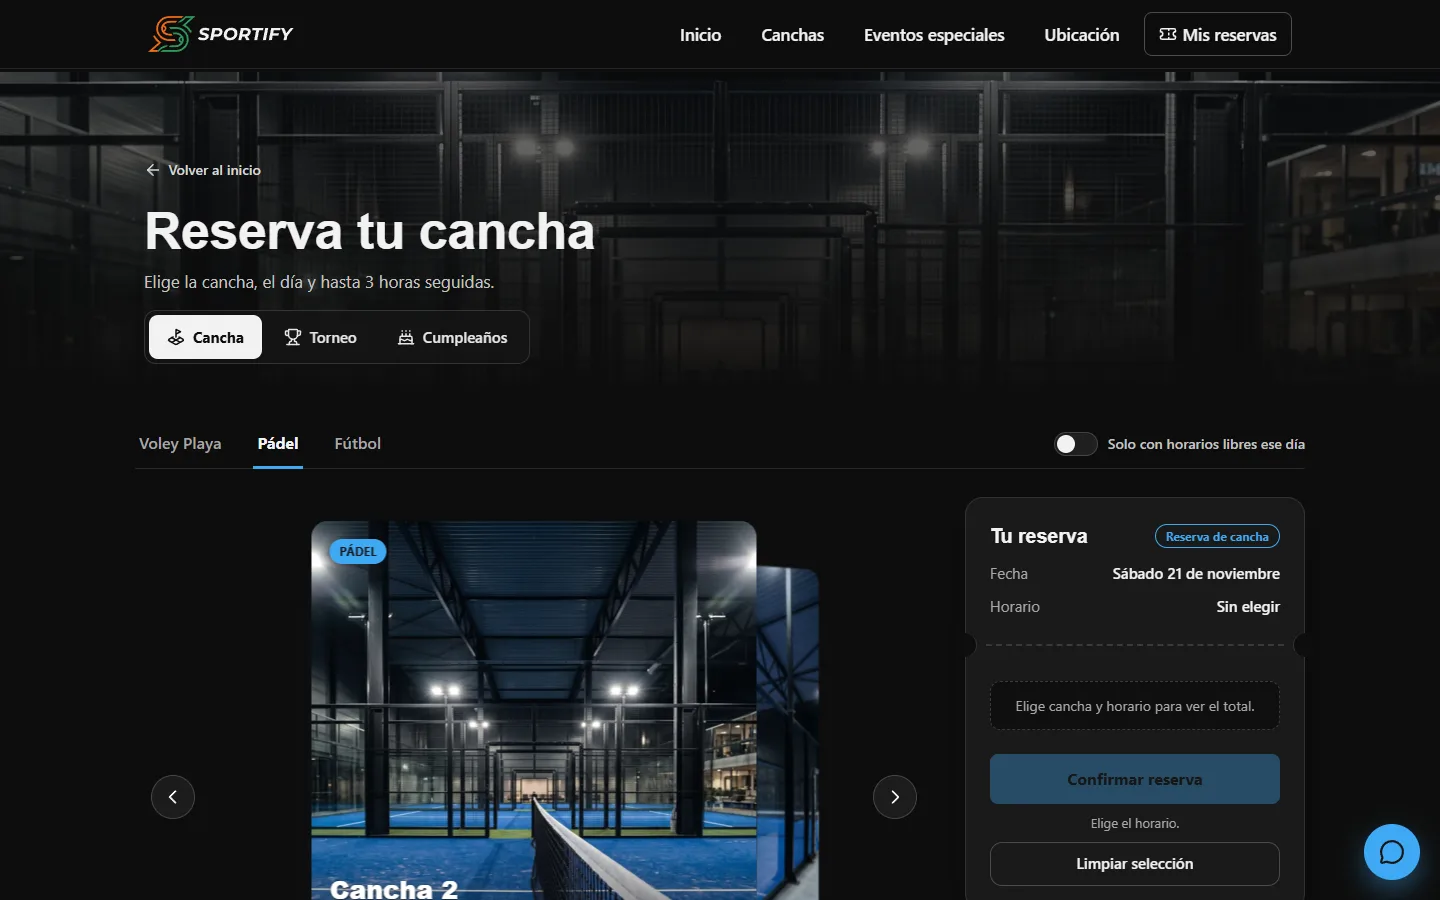 SPORTIFY
Inicio
Canchas
Eventos especiales
Ubicación
Mis reservas
Volver al inicio
Reserva tu cancha
Elige la cancha, el día y hasta 3 horas seguidas.
Cancha
Torneo
Cumpleaños
Voley Playa
Pádel
Fútbol
Solo con horarios libres ese día
PÁDEL
Cancha 2
Tu reserva
Reserva de cancha
Fecha
Sábado 21 de noviembre
Horario
Sin elegir
Elige cancha y horario para ver el total.
Confirmar reserva
Elige el horario.
Limpiar selección